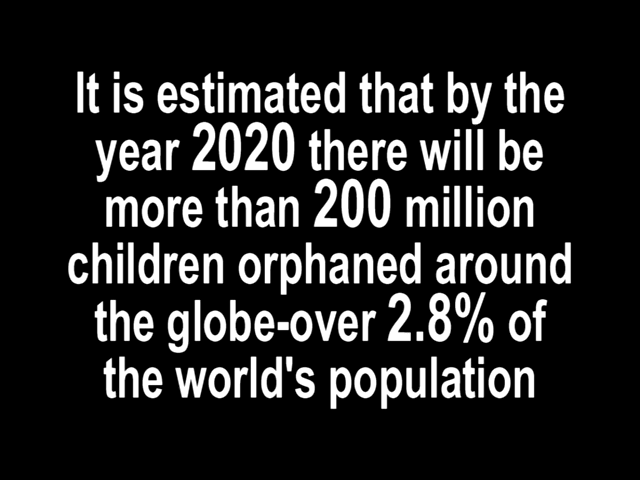 It is estimated that by the
year 2020 there will be
more than 200 million
children orphaned around
the globe-over 2.8% of
the world's population